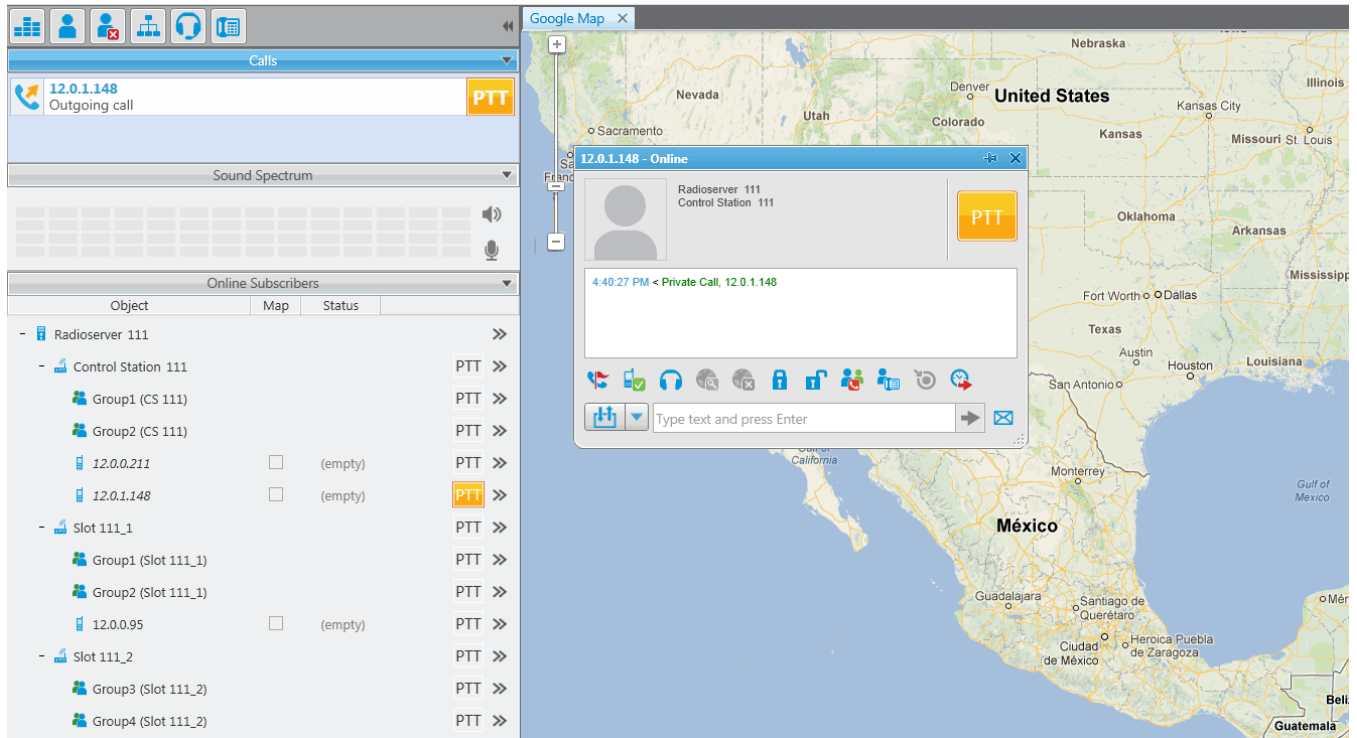 Calls
12.0.1.148
Outgoing call
PTT
Sound Spectrum
Online Subscribers
Object Map Status
Radioserver 111
Control Station 111 PTT
Group1 (CS 111) PTT
Group2 (CS 111) PTT
12.0.0.211 (empty) PTT
12.0.1.148 (empty) PTT
Slot 111_1 PTT
Group1 (Slot 111_1) PTT
Group2 (Slot 111_1) PTT
12.0.0.95 (empty) PTT
Slot 111_2 PTT
Group3 (Slot 111_2) PTT
Group4 (Slot 111_2) PTT
Google Map
Nebraska
Nevada
Denver
United States
Illinois
Utah
Colorado
Kansas City
Sacramento
Kansas
Missouri
St. Louis
12.0.1.148 - Online
Radioserver 111
Control Station 111
PTT
4:40:27 PM < Private Call, 12.0.1.148
Type text and press Enter
Oklahoma
Arkansas
Mississipp
Fort Worth
Dallas
Texas
Austin
Houston
Louisiana
San Antonio
California
Monterrey
Gulf of
Mexico
México
Guadalajara
Santiago de
Querétaro
Ciudad
de México
Heroica Puebla
de Zaragoza
Mér
Beli
Guatemala